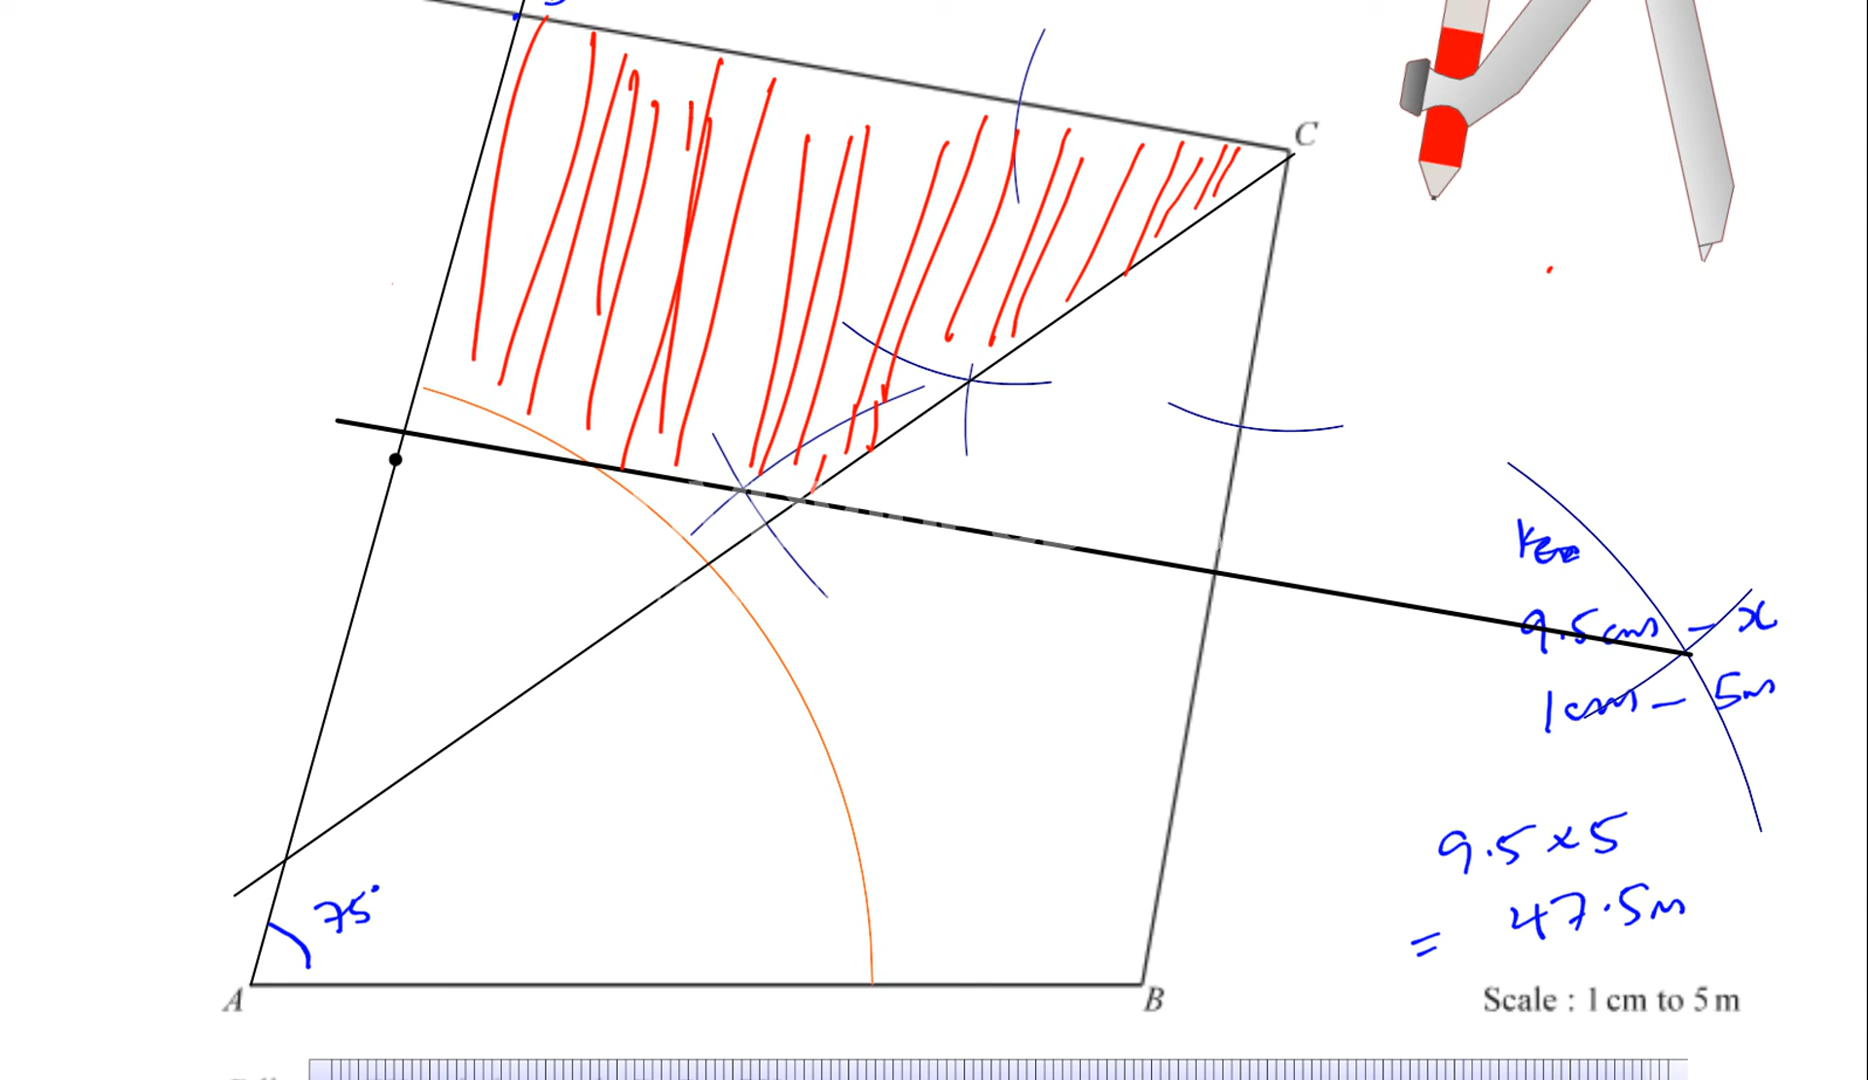 C
9.5cm - x
1cm - 5m
9.5 x 5
75°
= 47.5m
A
B
Scale : 1 cm to 5 m